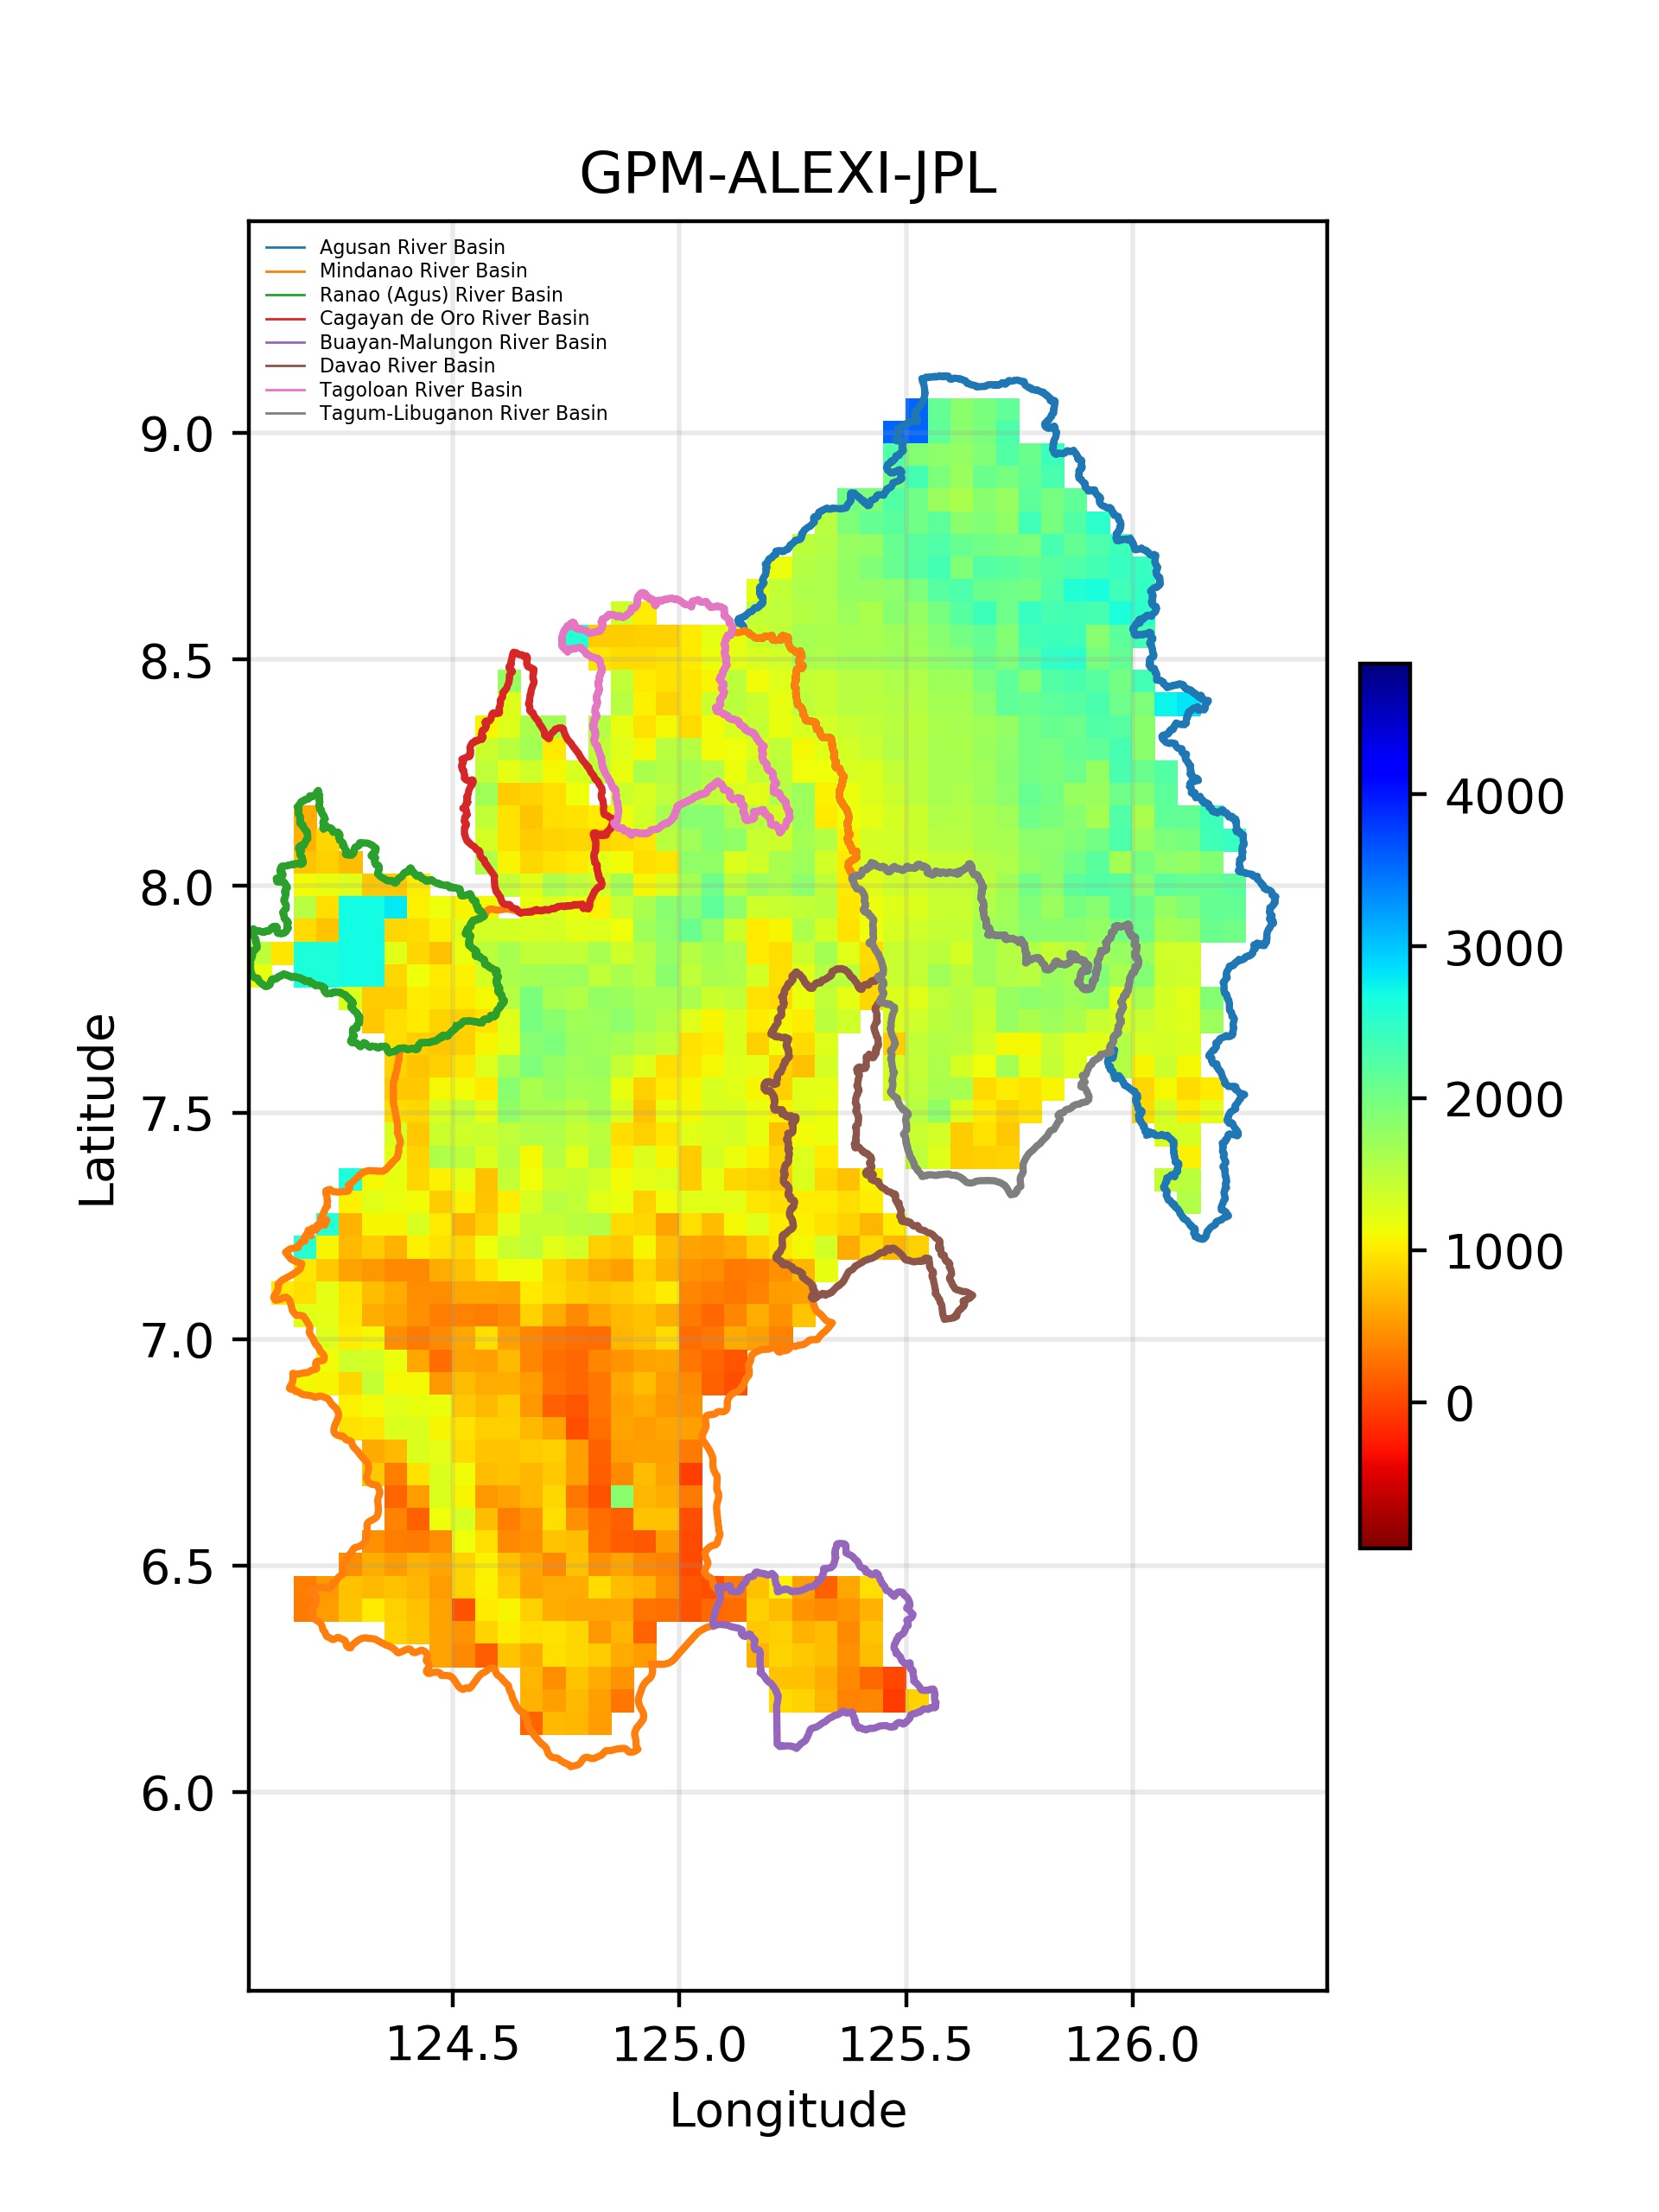 GPM-ALEXI-JPL
Agusan River Basin
Mindanao River Basin
Ranao (Agus) River Basin
Cagayan de Oro River Basin
Buayan-Malungon River Basin
Davao River Basin
Tagoloan River Basin
Tagum-Libuganon River Basin
9.0
8.5
8.0
7.5
7.0
6.5
6.0
Latitude
124.5 125.0 125.5 126.0
Longitude
4000
3000
2000
1000
0